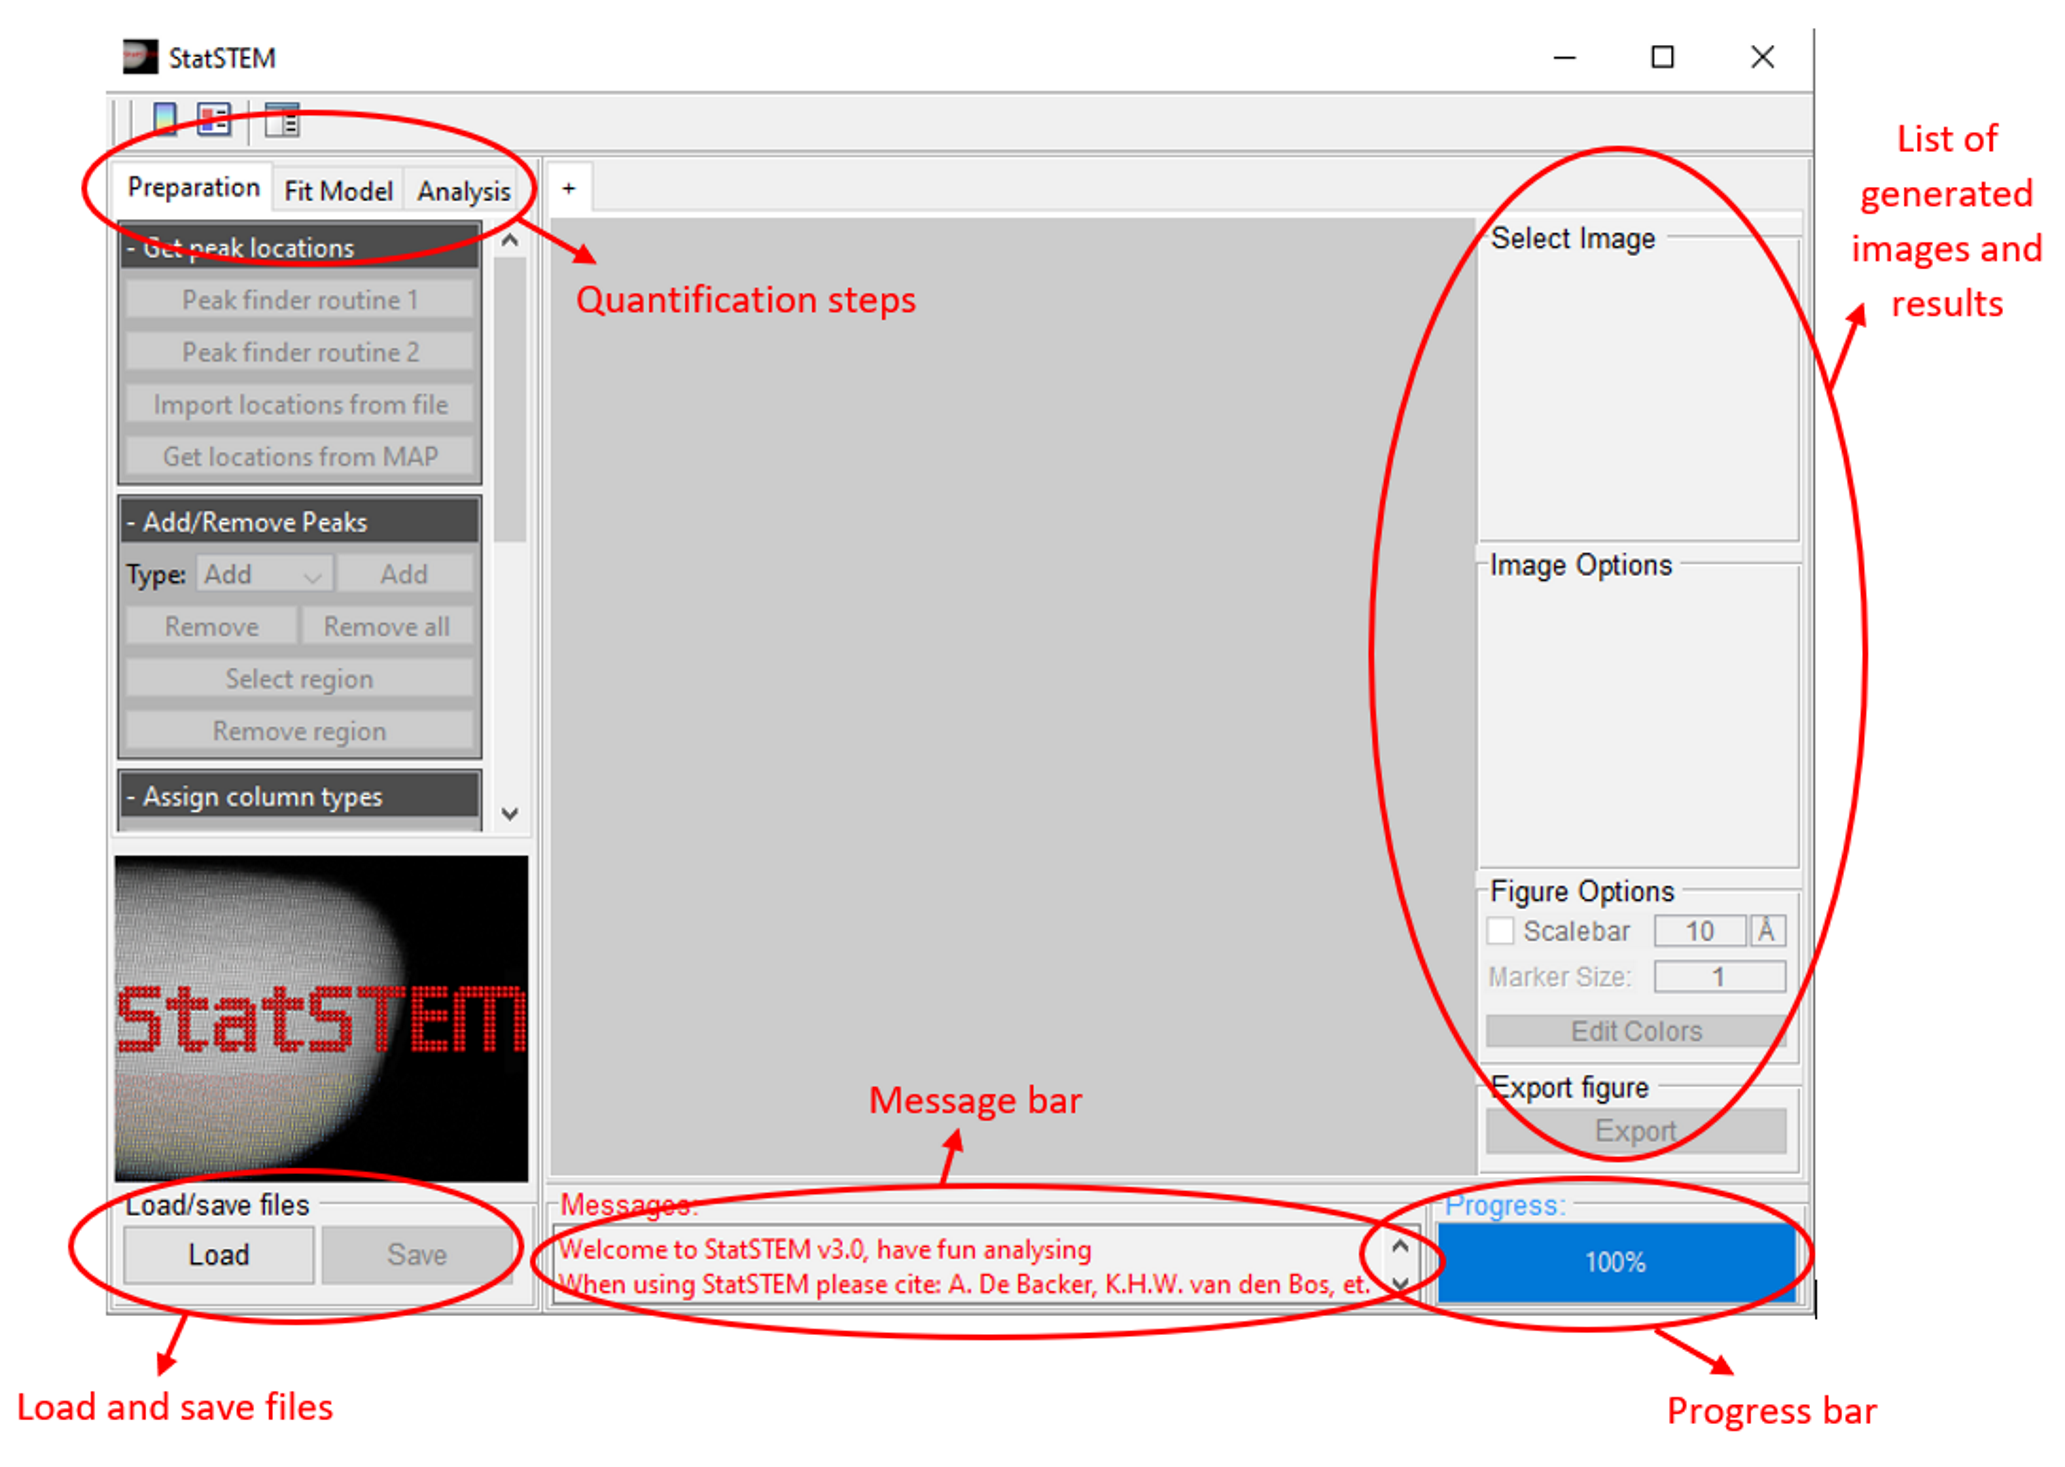 StatSTEM
List of
generated
images and
results
Preparation
Fit Model
Analysis
+
- Get peak locations
Peak finder routine 1
Peak finder routine 2
Import locations from file
Get locations from MAP
Quantification steps
- Add/Remove Peaks
Type: Add Add
Remove Remove all
Select region
Remove region
- Assign column types
StatSTEM
Select Image
Image Options
Figure Options
Scalebar 10 Å
Marker Size: 1
Edit Colors
Export figure
Export
Message bar
Load/save files
Load Save
Messages:
Welcome to StatSTEM v3.0, have fun analysing
When using StatSTEM please cite: A. De Backer, K.H.W. van den Bos, et.
Progress:
100%
Load and save files
Progress bar